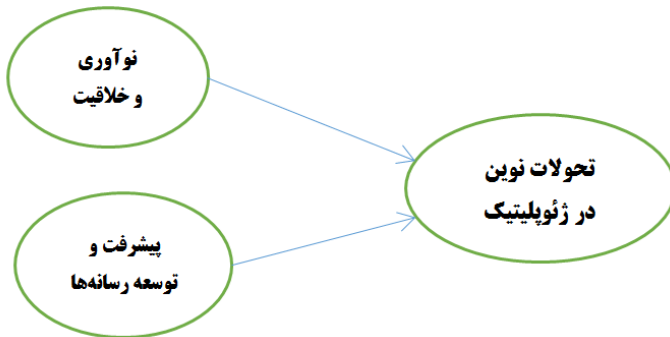 نوآوری
و خلاقیت
تحولات نوین
در ژئوپلیتیک
پیشرفت و
توسعه رسانه‌ها